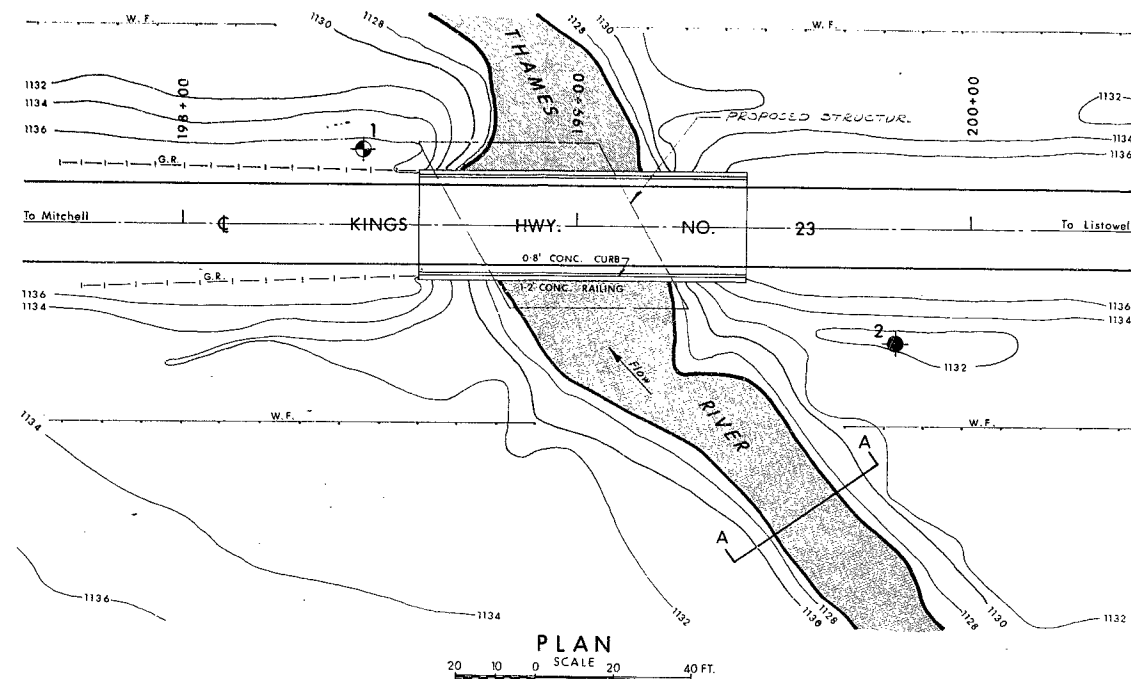 W. F.
1130
1128
1128
1130
W. F.
THAMES
1132
1134
1136
198 + 00
199 + 00
200 + 00
1132
1134
1136
PROPOSED STRUCTUR
1
G.R.
To Mitchell
℄ KINGS HWY. NO. 23
To Listowel
0·8' CONC. CURB
G.R.
1·2' CONC. RAILING
1136
1134
1136
1134
2
1132
Flow
RIVER
1134
W.F.
W.F.
A
A
1136
1134
1132
1136
1128
1128
1130
1132
PLAN
SCALE
20 10 0 20 40 FT.